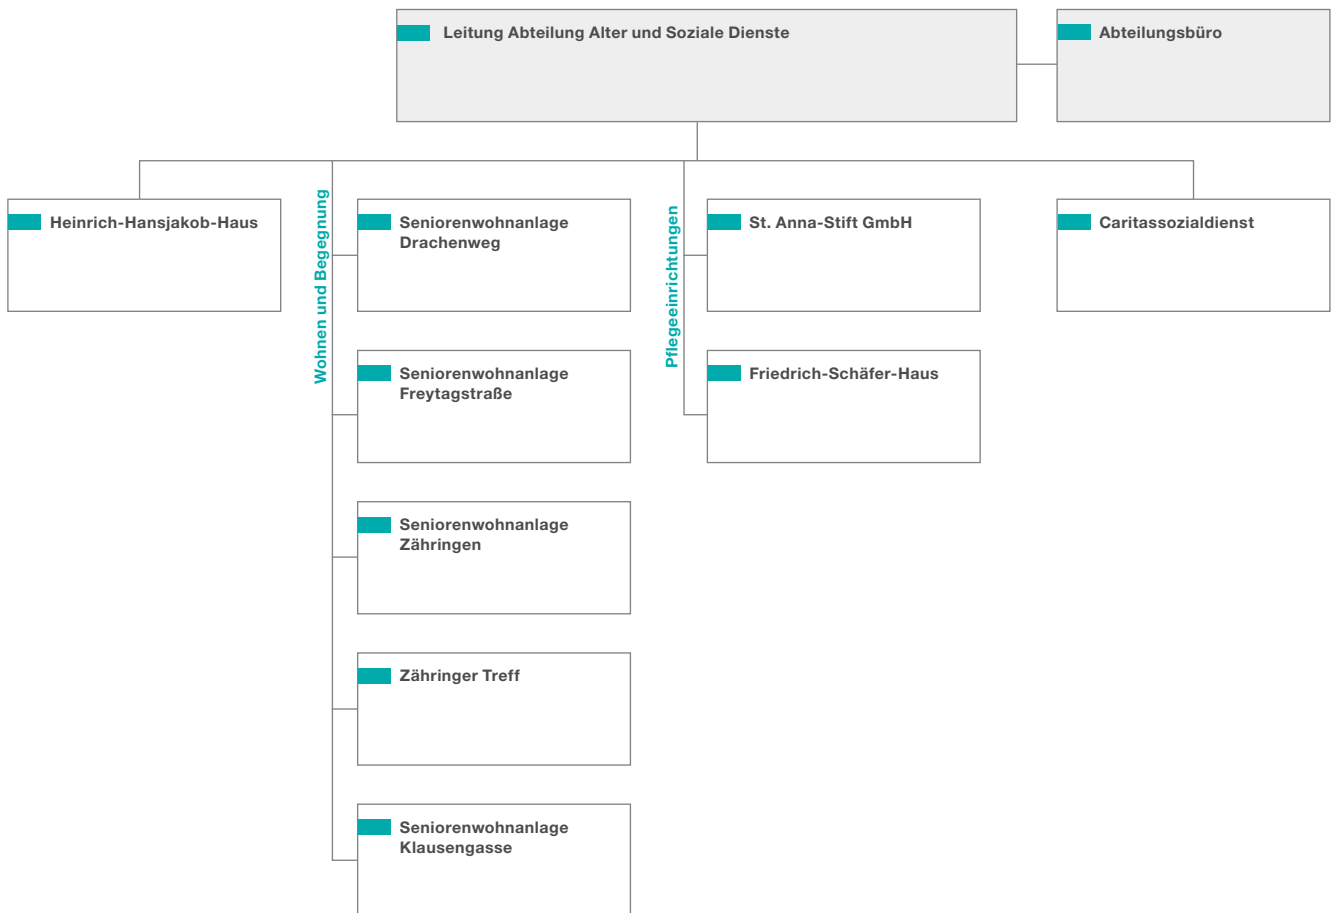 Leitung Abteilung Alter und Soziale Dienste
Abteilungsbüro
Heinrich-Hansjakob-Haus
Wohnen und Begegnung
Seniorenwohnanlage
Drachenweg
Seniorenwohnanlage
Freytagstraße
Seniorenwohnanlage
Zähringen
Zähringer Treff
Seniorenwohnanlage
Klausengasse
Pflegeeinrichtungen
St. Anna-Stift GmbH
Friedrich-Schäfer-Haus
Caritassozialdienst